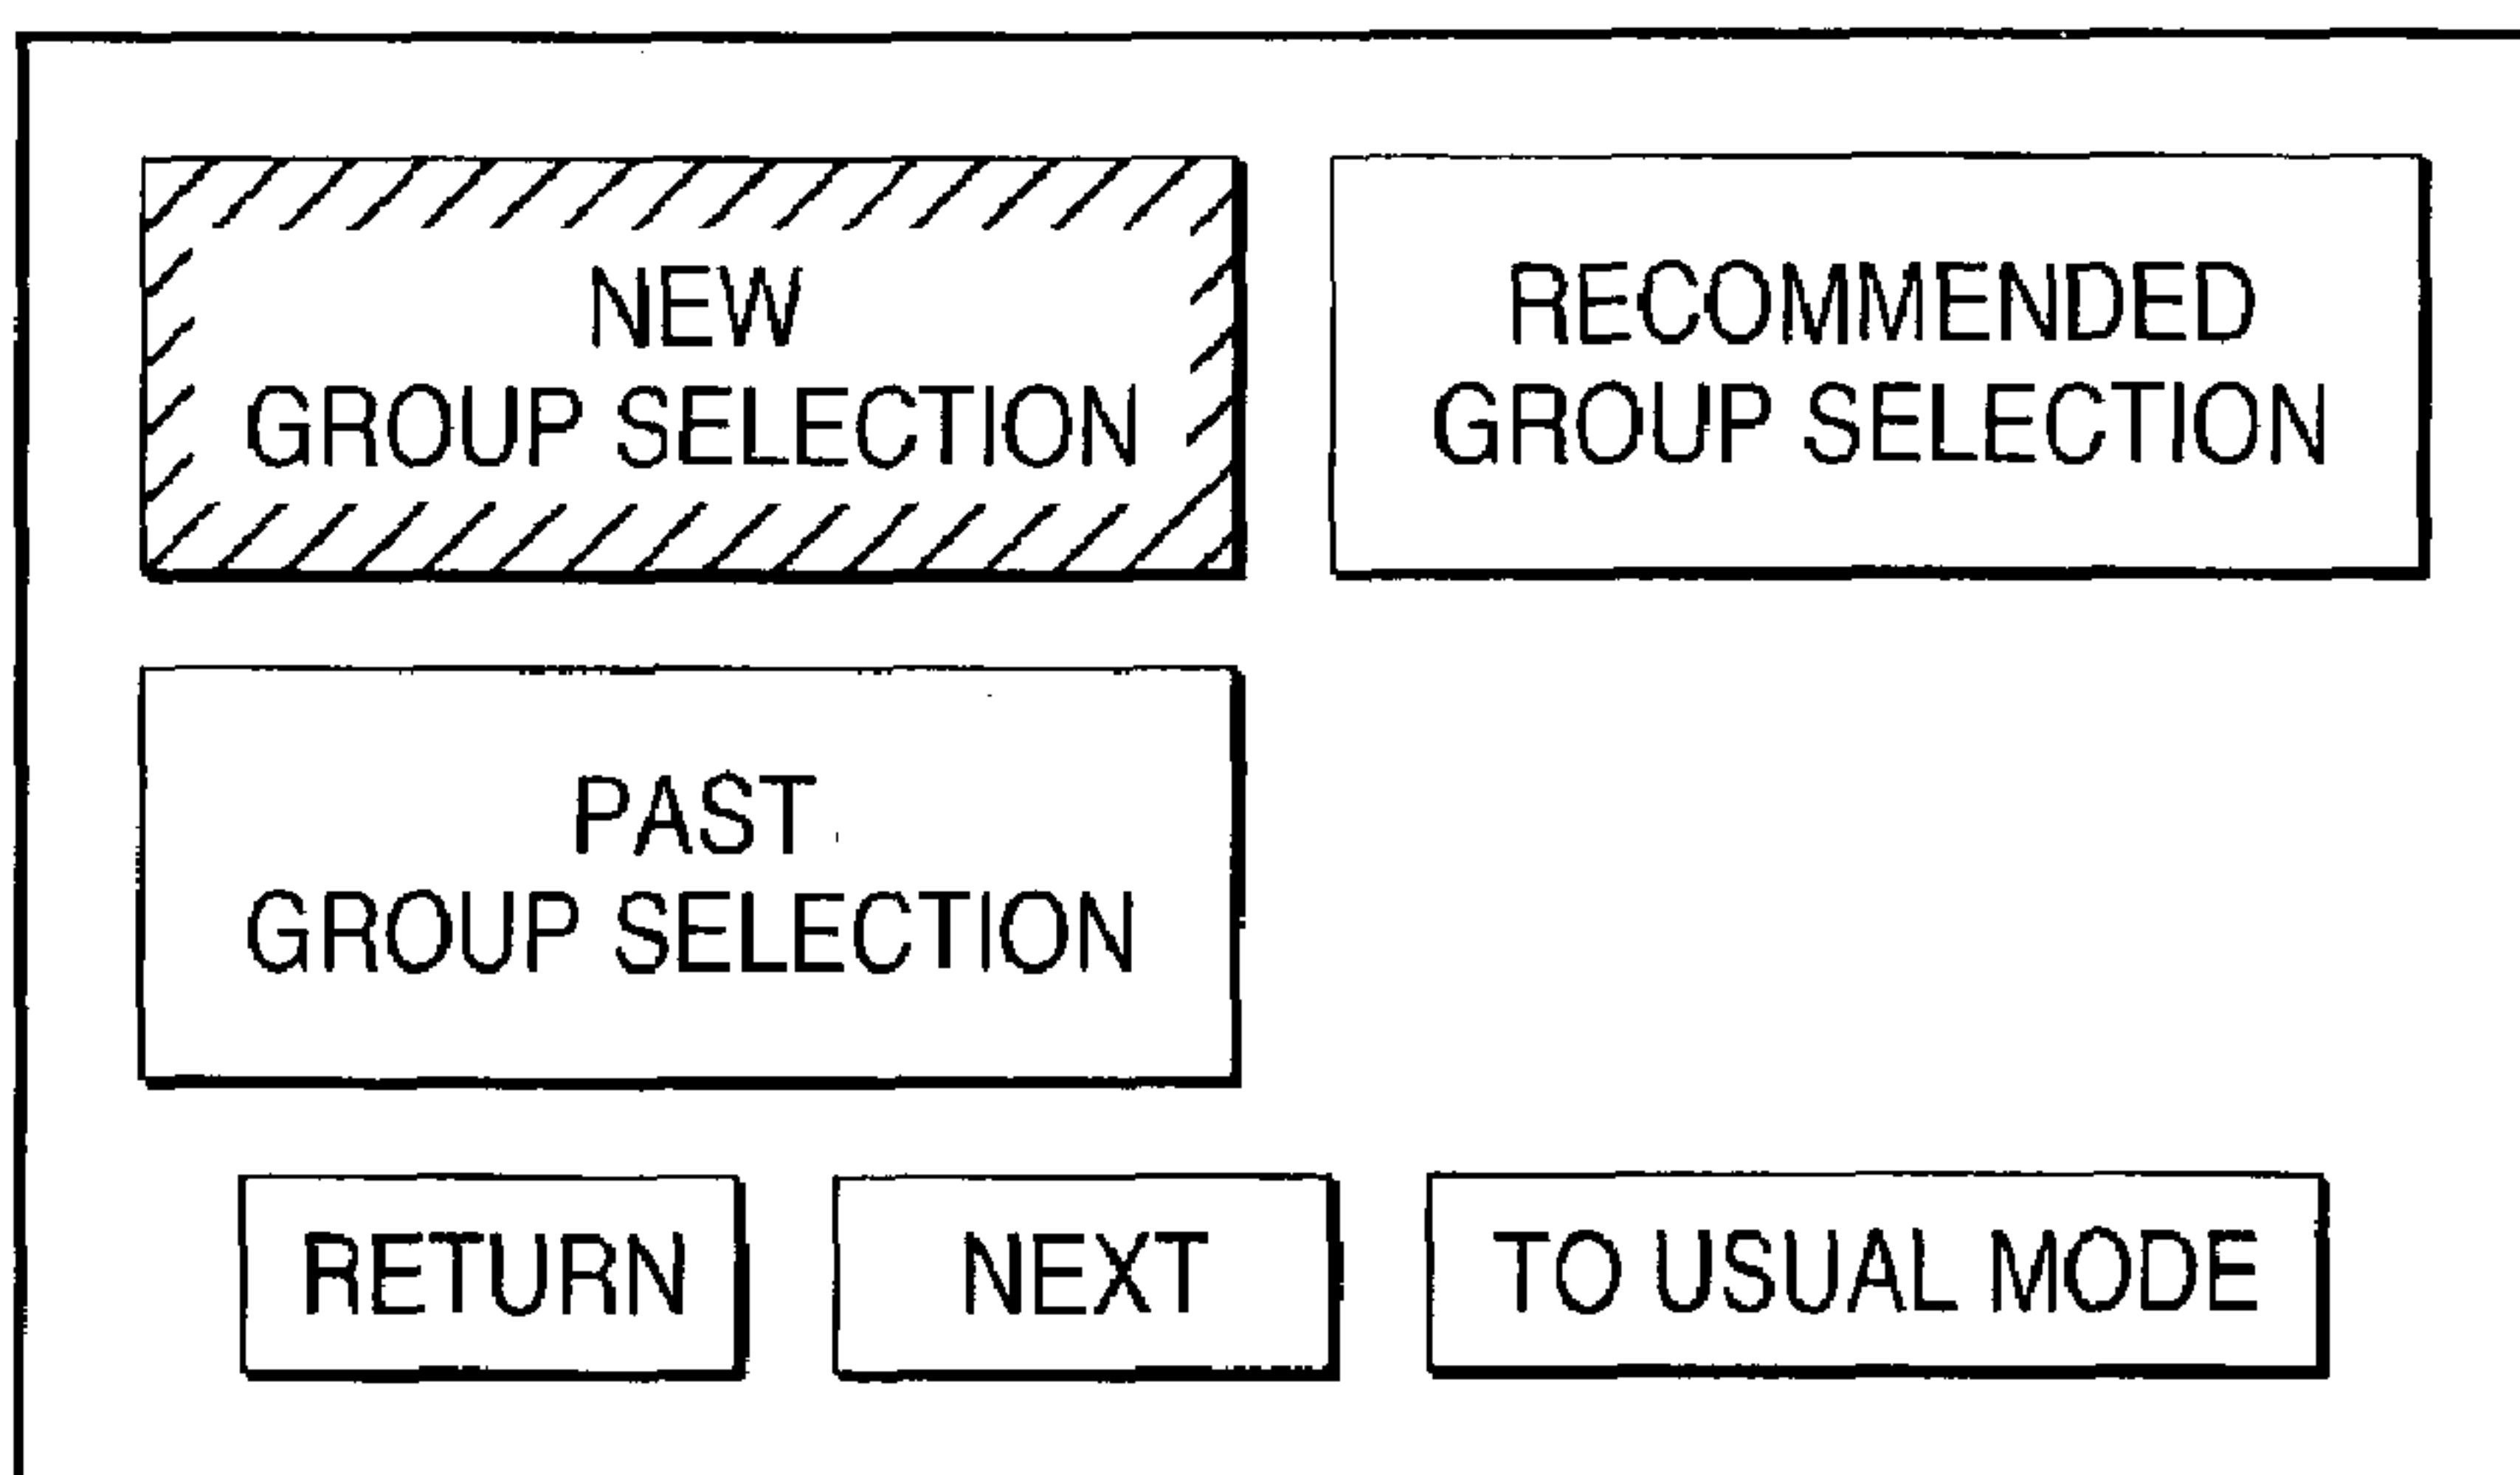 NEW
GROUP SELECTION
RECOMMENDED
GROUP SELECTION
PAST
GROUP SELECTION
RETURN
NEXT
TO USUAL MODE